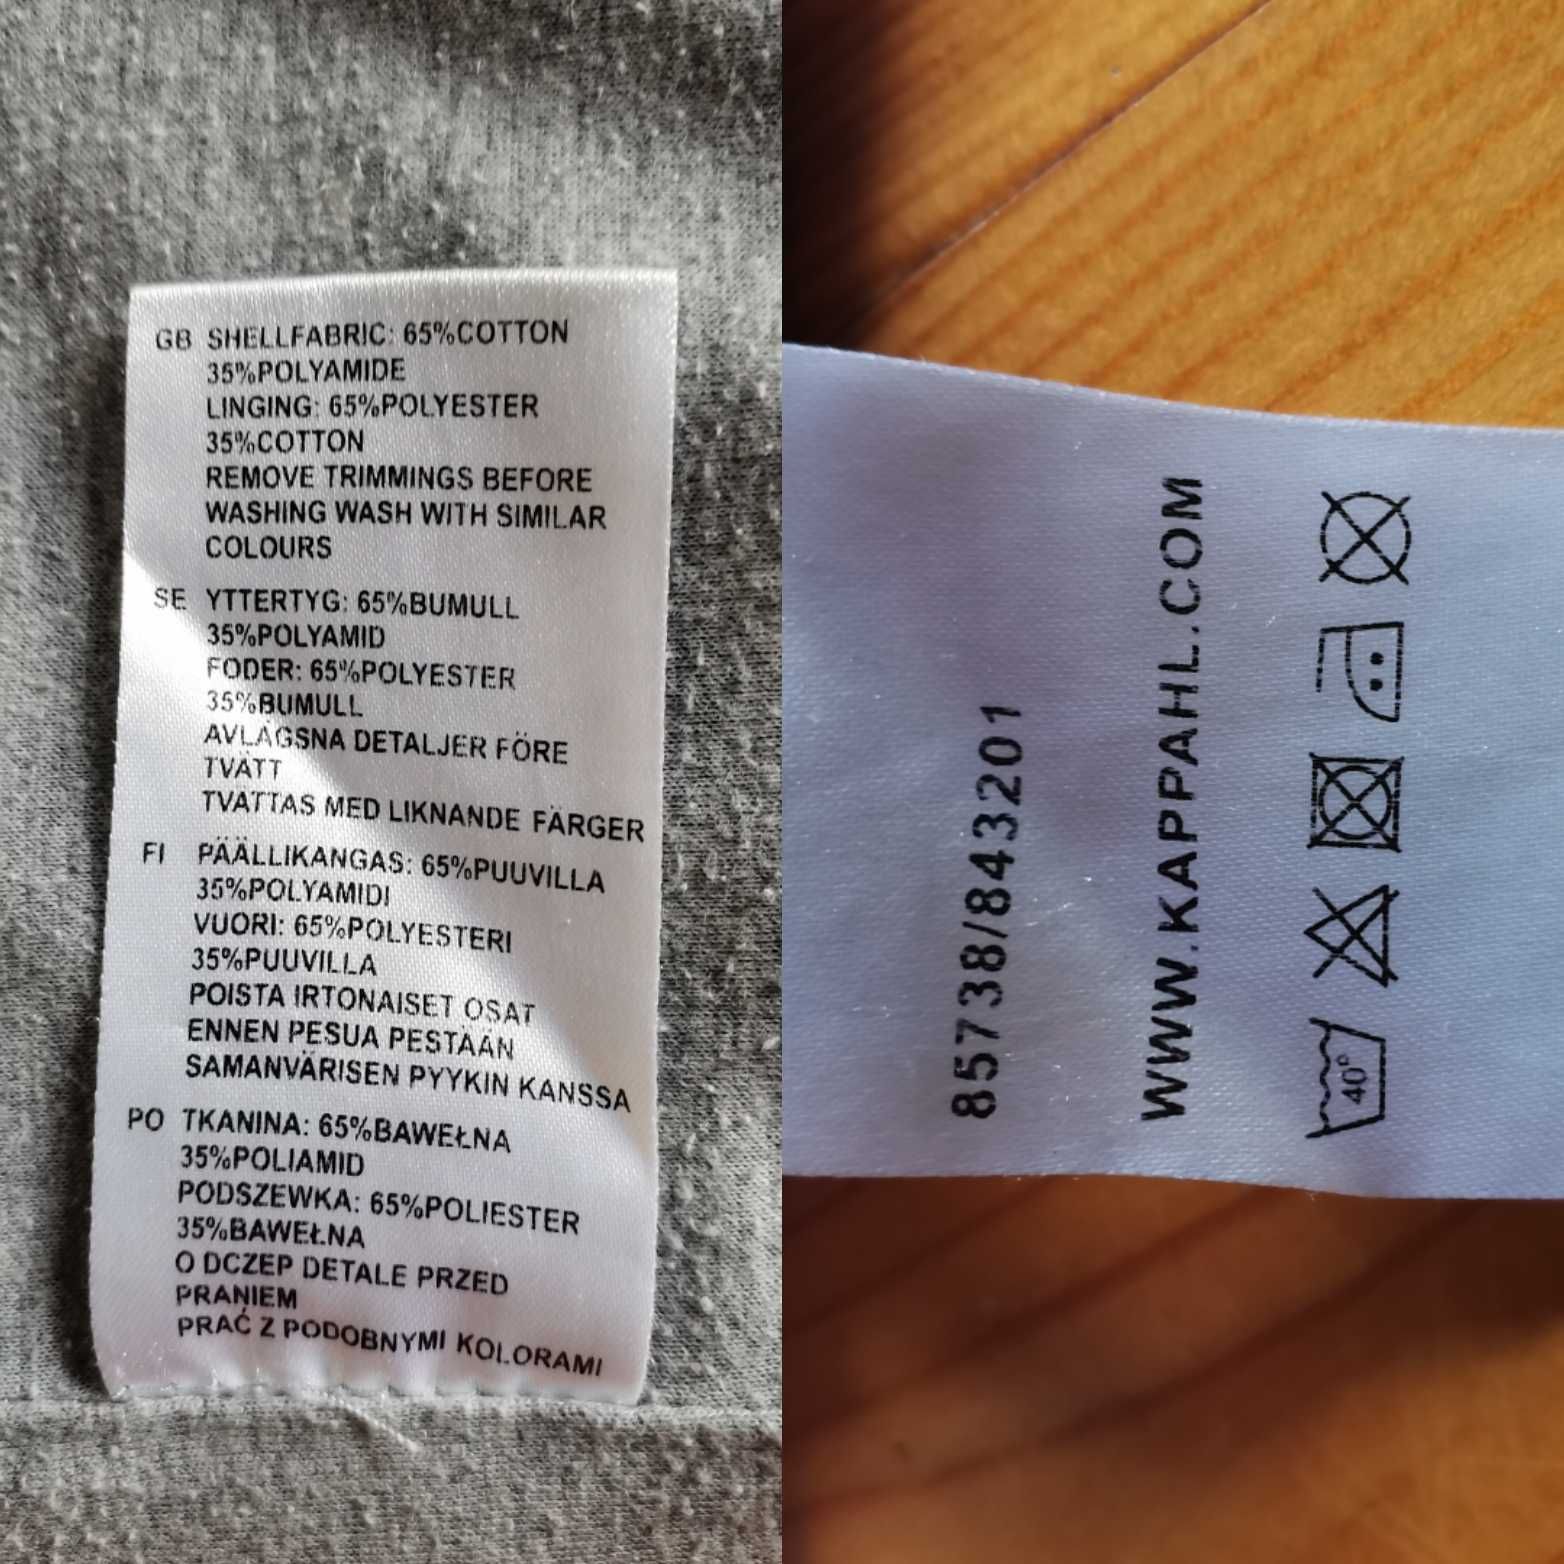 GB SHELLFABRIC: 65%COTTON
35%POLYAMIDE
LINGING: 65%POLYESTER
35%COTTON
REMOVE TRIMMINGS BEFORE
WASHING WASH WITH SIMILAR
COLOURS
SE YTTERTYG: 65%BUMULL
35%POLYAMID
FODER: 65%POLYESTER
35%BUMULL
AVLÄGSNA DETALJER FÖRE
TVÄTT
TVATTAS MED LIKNANDE FÄRGER
FI PÄÄLLIKANGAS: 65%PUUVILLA
35%POLYAMIDI
VUORI: 65%POLYESTERI
35%PUUVILLA
POISTA IRTONAISET OSAT
ENNEN PESUA PESTÄÄN
SAMANVÄRISEN PYYKIN KANSSA
PO TKANINA: 65%BAWEŁNA
35%POLIAMID
PODSZEWKA: 65%POLIESTER
35%BAWEŁNA
O DCZEP DETALE PRZED
PRANIEM
PRAĆ Z PODOBNYMI KOLORAMI
85738/843201
WWW.KAPPAHL.COM
40°